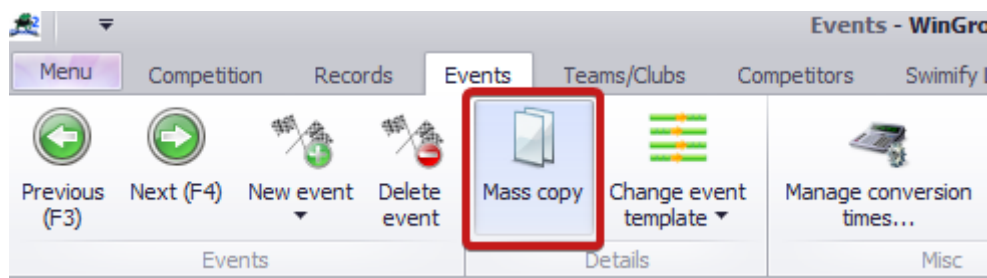 Events - WinGro
Menu Competition Records Events Teams/Clubs Competitors Swimify
Previous (F3) Next (F4) New event Delete event Mass copy Change event template Manage conversion times...
Events Details Misc